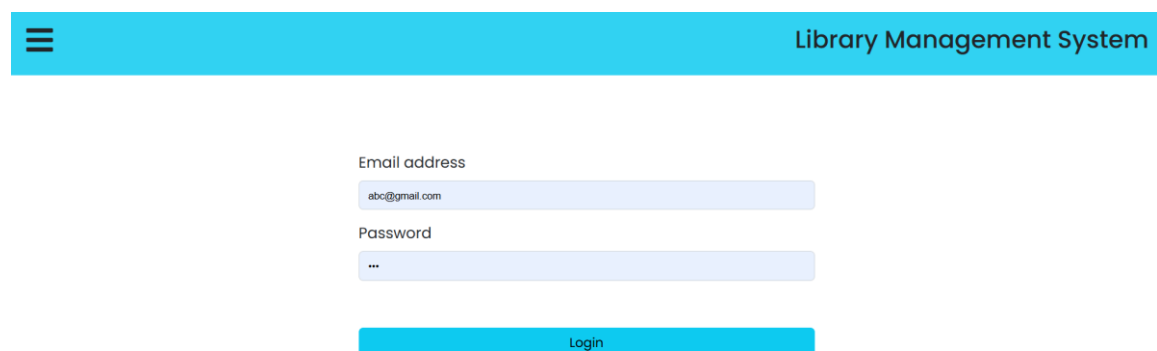 Library Management System
Email address
abc@gmail.com
Password
•••
Login